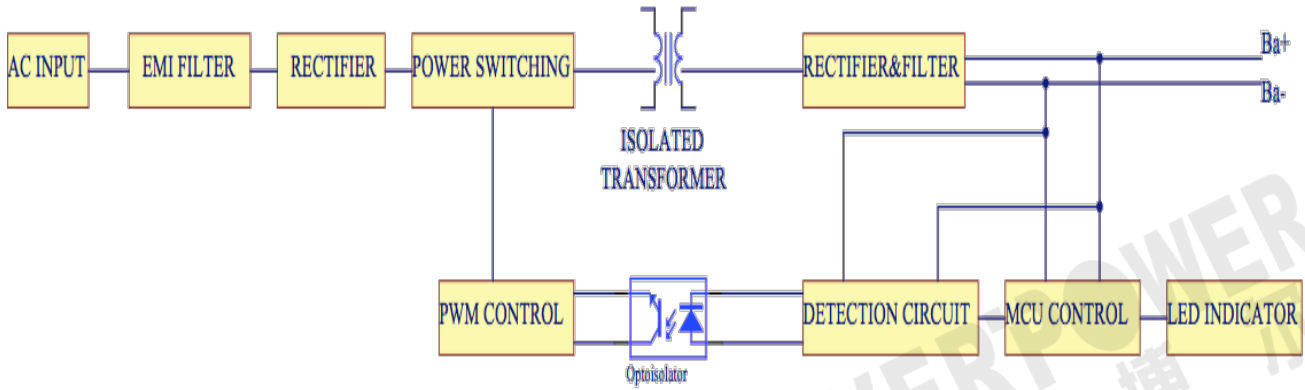 AC INPUT
EMI FILTER
RECTIFIER
POWER SWITCHING
ISOLATED
TRANSFORMER
RECTIFIER&FILTER
Ba+
Ba-
PWM CONTROL
Optoisolator
DETECTION CIRCUIT
MCU CONTROL
LED INDICATOR